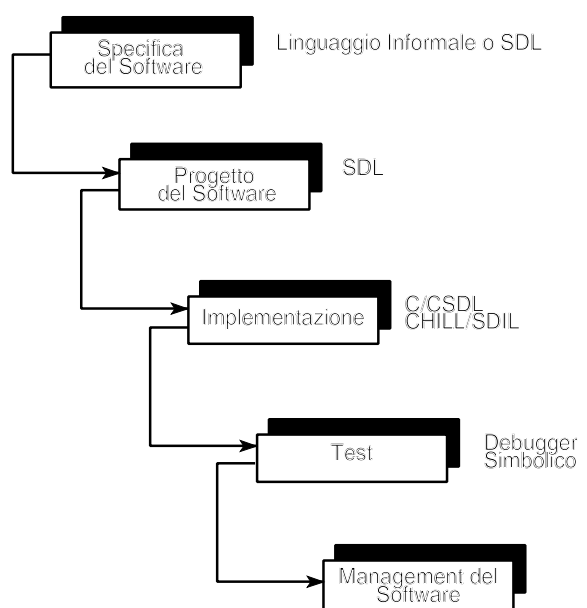 Specifica
del Software
Linguaggio Informale o SDL
Progetto
del Software
SDL
Implementazione
C/CSDL
CHILL/SDIL
Test
Debugger
Simbolico
Management del
Software